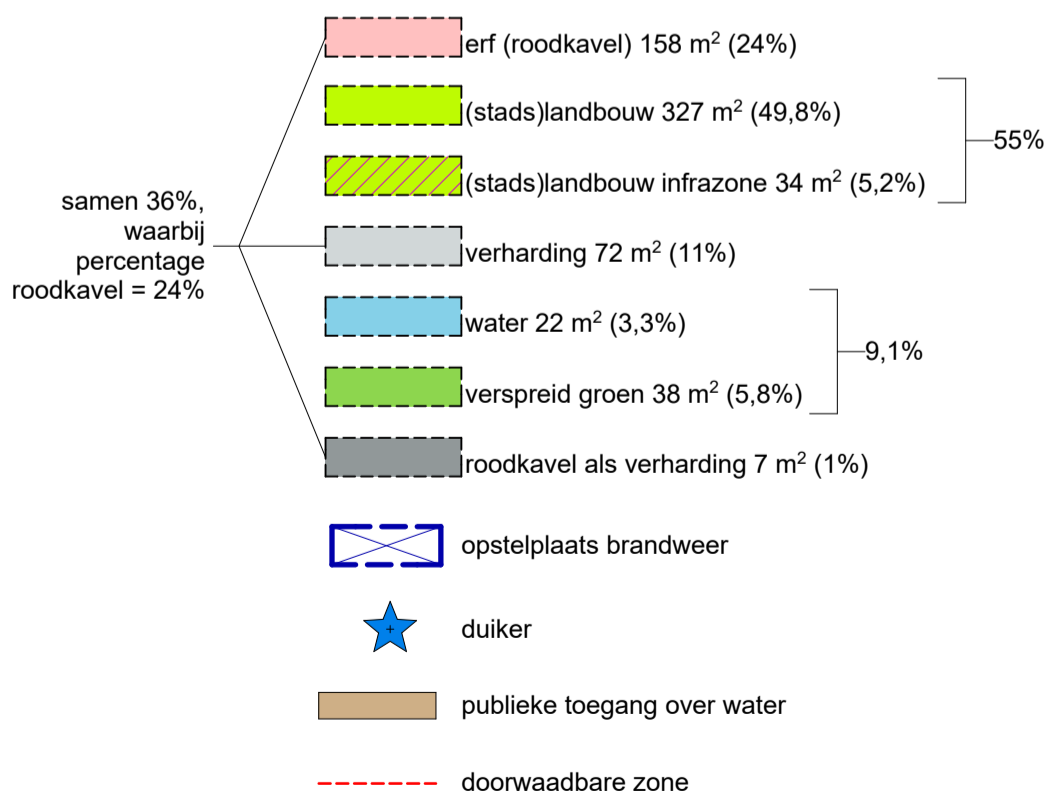 erf (roodkavel) 158 m² (24%)
(stads)landbouw 327 m² (49,8%)
55%
(stads)landbouw infrazone 34 m² (5,2%)
samen 36%,
waarbij
percentage
roodkavel = 24%
verharding 72 m² (11%)
water 22 m² (3,3%)
9,1%
verspreid groen 38 m² (5,8%)
roodkavel als verharding 7 m² (1%)
opstelplaats brandweer
duiker
publieke toegang over water
doorwaadbare zone